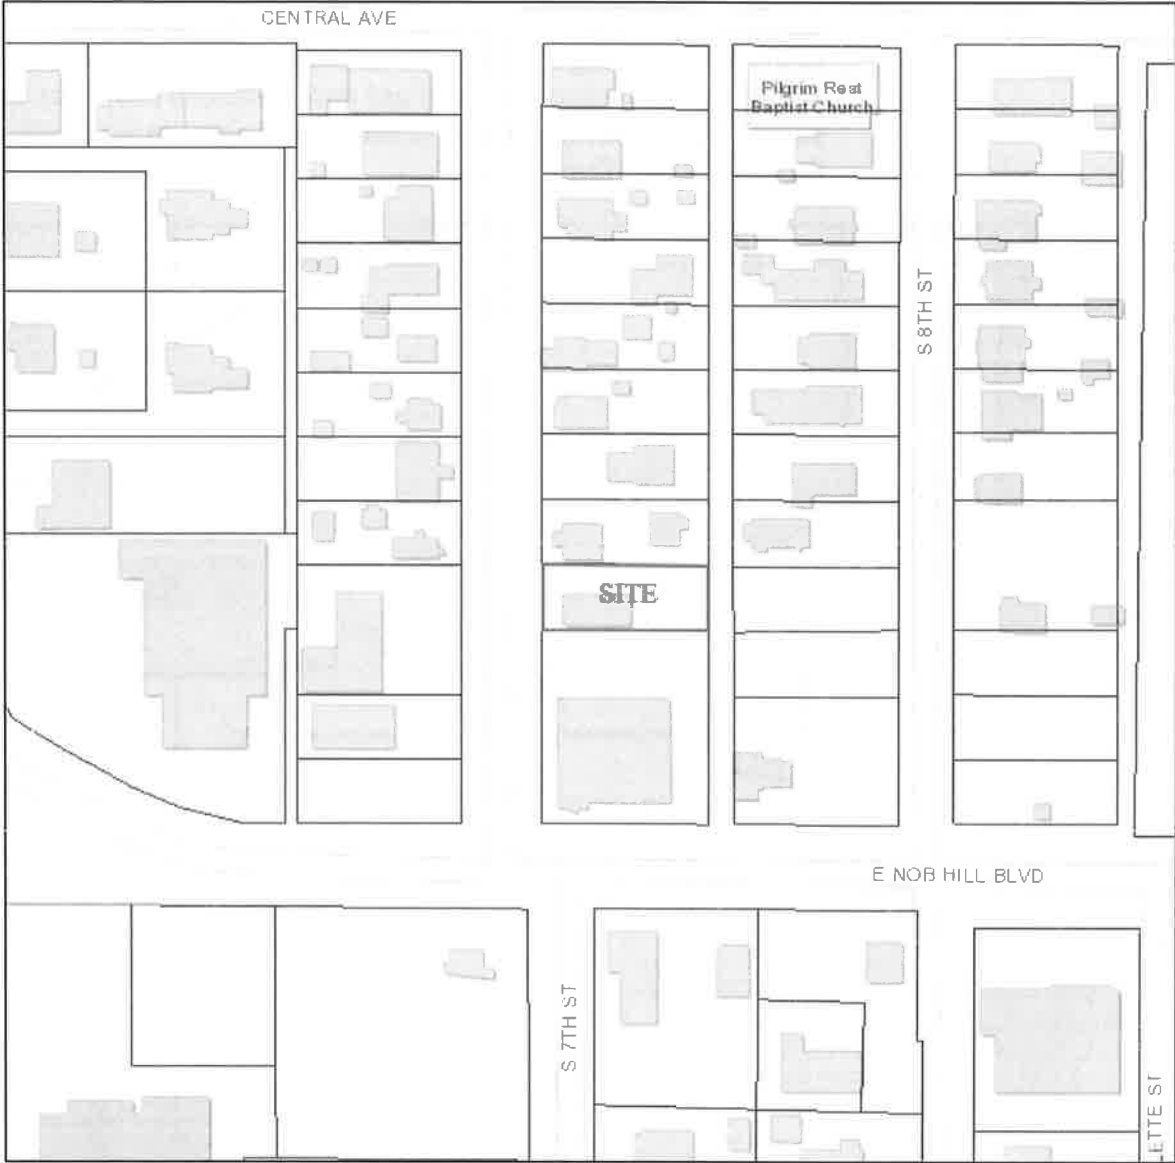 CENTRAL AVE
Pilgrim Rest
Baptist Church
S 8TH ST
SITE
E NOB HILL BLVD
S 7TH ST
ETTE ST